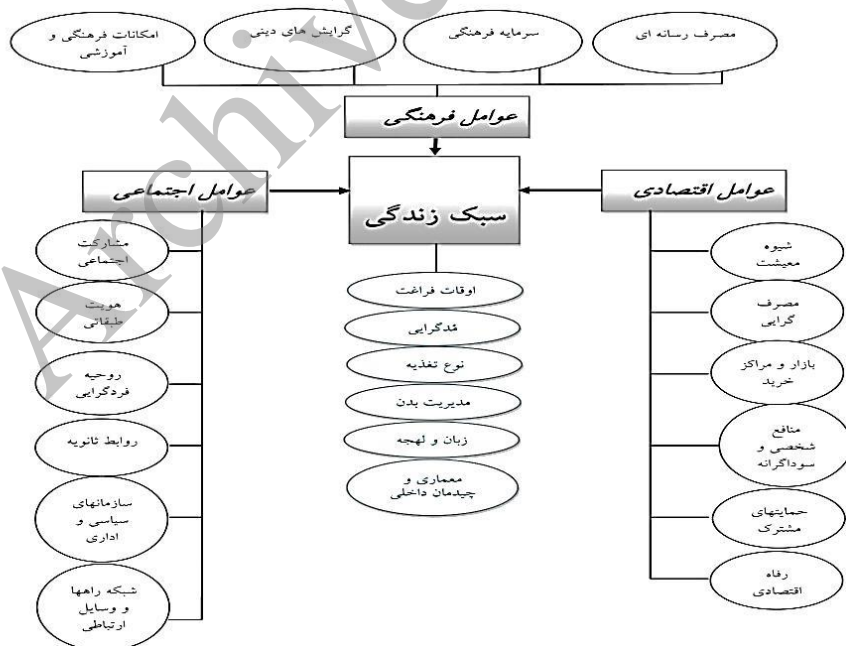 مصرف رسانه ای
سرمایه فرهنگی
گرایش های دینی
امکانات فرهنگی و
آموزشی
عوامل فرهنگی
عوامل اقتصادی
سبک زندگی
عوامل اجتماعی
شیوه
معیشت
مصرف
گرایی
بازار و مراکز
خرید
منافع
شخصی و
سوداگرانه
حمایتهای
مشترک
رفاه
اقتصادی
اوقات فراغت
مُدگرایی
نوع تغذیه
مدیریت بدن
زبان و لهجه
معماری و
چیدمان داخلی
مشارکت
اجتماعی
هویت
طبقاتی
روحیه
فردگرایی
روابط ثانویه
سازمانهای
سیاسی و
اداری
شبکه راهها
و وسایل
ارتباطی
Archive